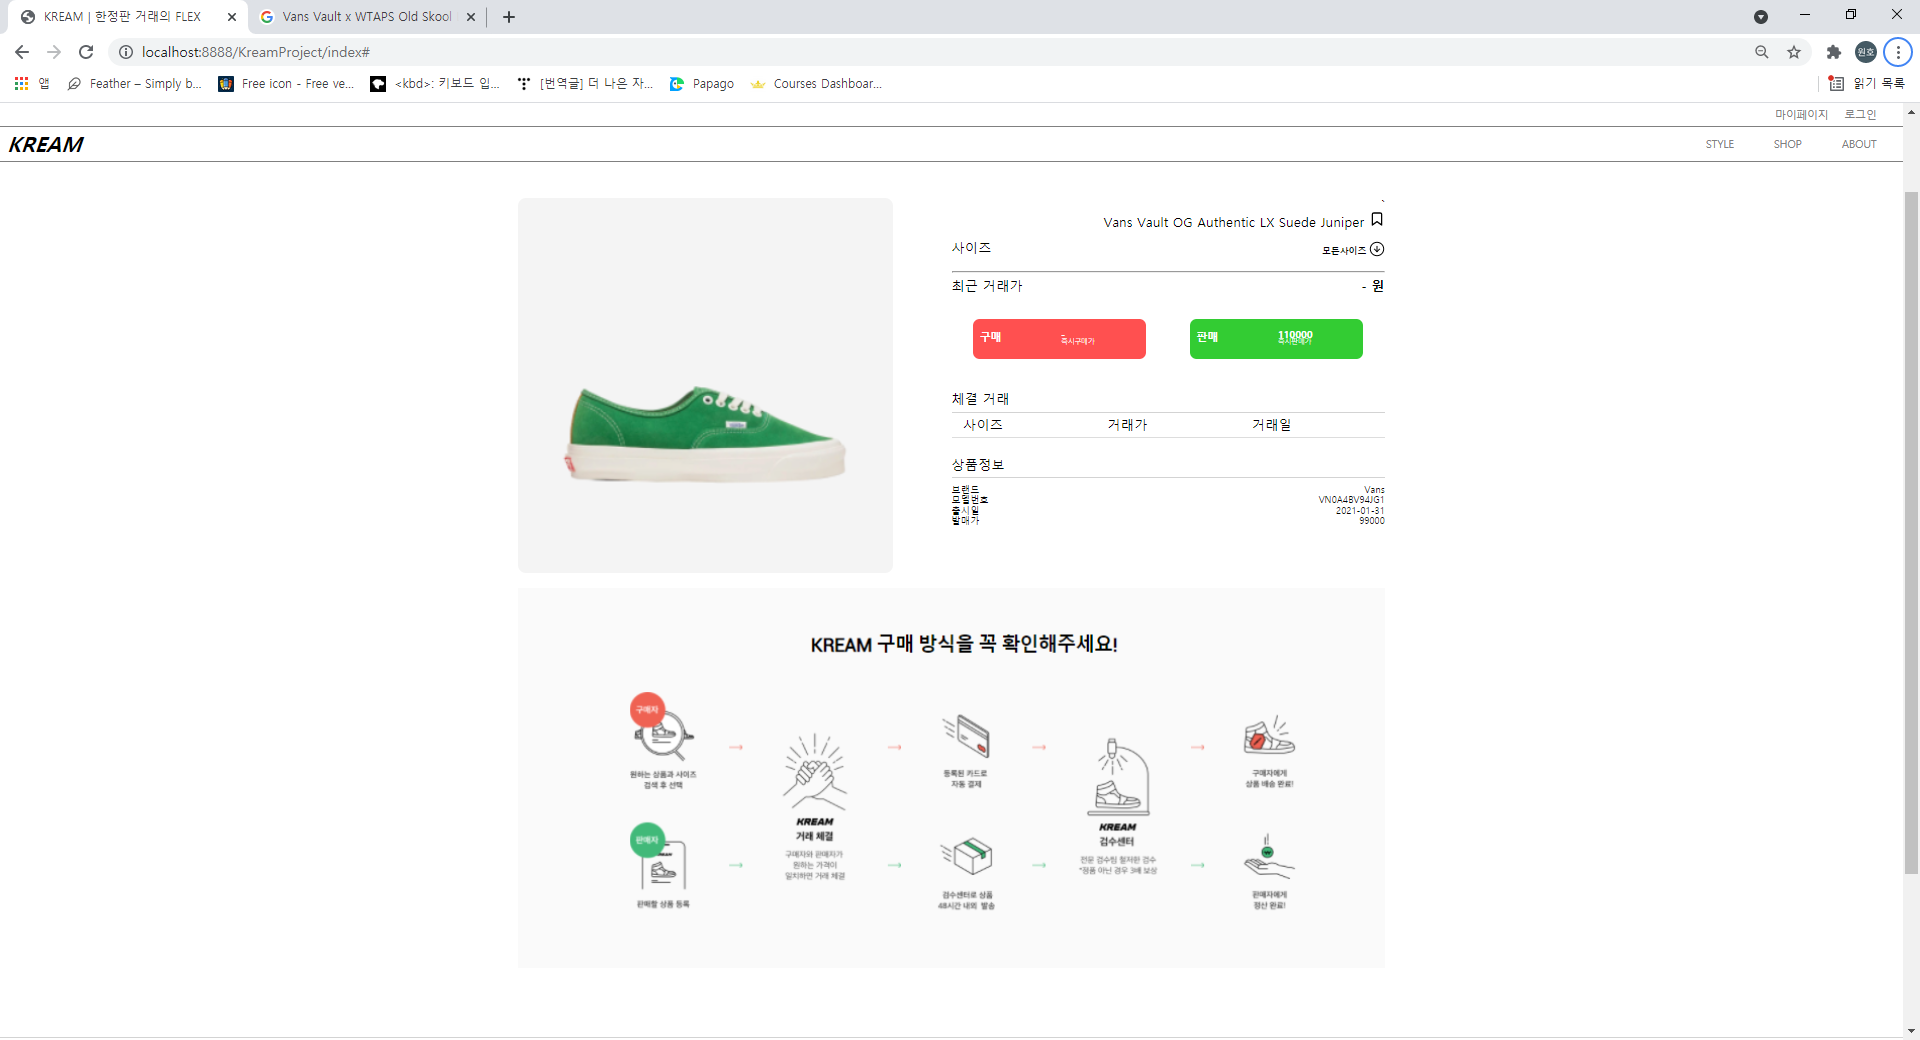 KREAM | 한정판 거래의 FLEX
Vans Vault x WTAPS Old Skool
localhost:8888/KreamProject/index#
원호
앱
Feather – Simply b...
Free icon - Free ve...
<kbd>: 키보드 입...
[번역글] 더 나은 자...
Papago
Courses Dashboar...
읽기 목록
마이페이지 로그인
KREAM
STYLE SHOP ABOUT
Vans Vault OG Authentic LX Suede Juniper
사이즈 모든사이즈
최근 거래가 - 원
구매 -
즉시구매가
판매 110000
즉시판매가
체결 거래
사이즈 거래가 거래일
상품정보
브랜드 Vans
모델번호 VN0A4BV94JG1
출시일 2021-01-31
발매가 99000
KREAM 구매 방식을 꼭 확인해주세요!
구매자
원하는 상품과 사이즈
검색 후 선택
KREAM
거래 체결
구매자와 판매자가
원하는 가격이
일치하면 거래 체결
등록된 카드로
자동 결제
KREAM
검수센터
전문 검수팀 철저한 검수
*정품 아닌 경우 3배 보상
구매자에게
상품 배송 완료!
판매자
판매할 상품 등록
검수센터로 상품
48시간 내외 발송
판매자에게
정산 완료!